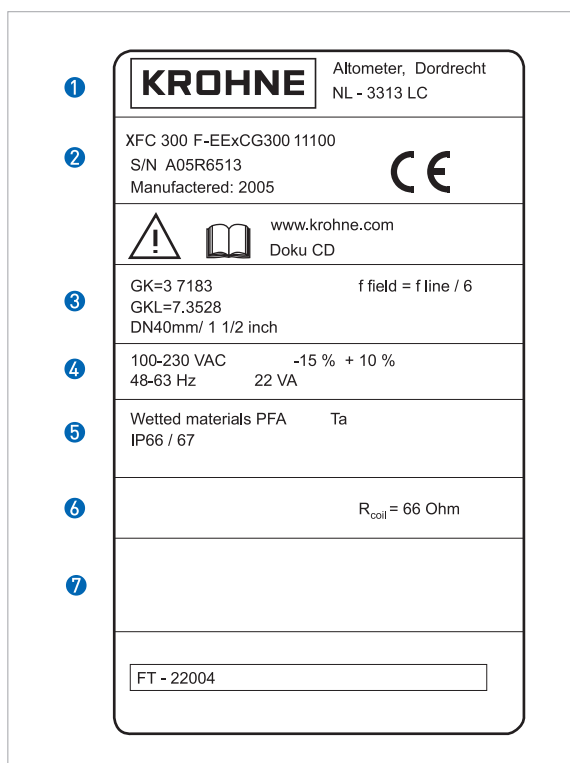 1
KROHNE
Altometer, Dordrecht
NL - 3313 LC
2
XFC 300 F-EExCG300 11100
S/N A05R6513
Manufactered: 2005
CE
www.krohne.com
Doku CD
3
GK=3 7183 f field = f line / 6
GKL=7.3528
DN40mm/ 1 1/2 inch
4
100-230 VAC -15 % + 10 %
48-63 Hz 22 VA
5
Wetted materials PFA Ta
IP66 / 67
6
Rcoil = 66 Ohm
7
FT - 22004